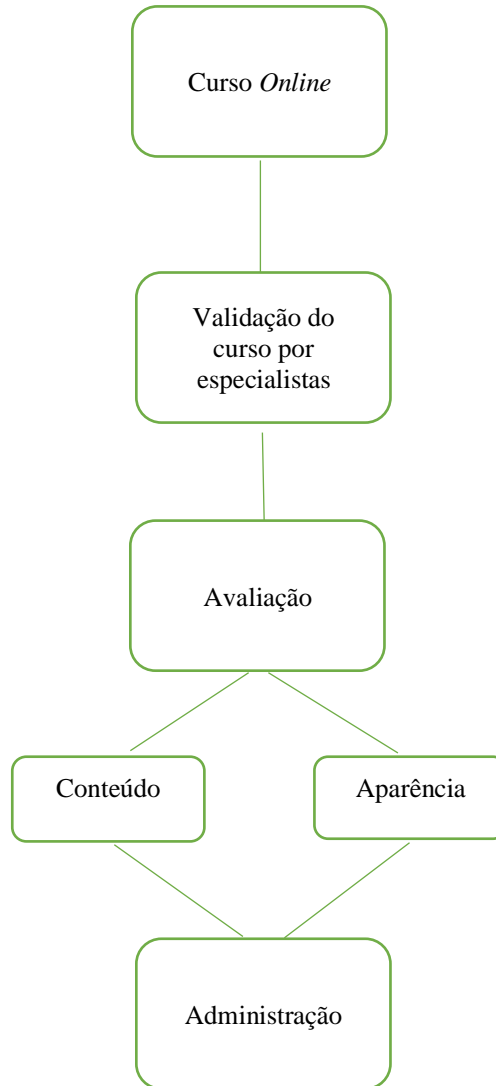 Curso Online
Validação do
curso por
especialistas
Avaliação
Conteúdo
Aparência
Administração